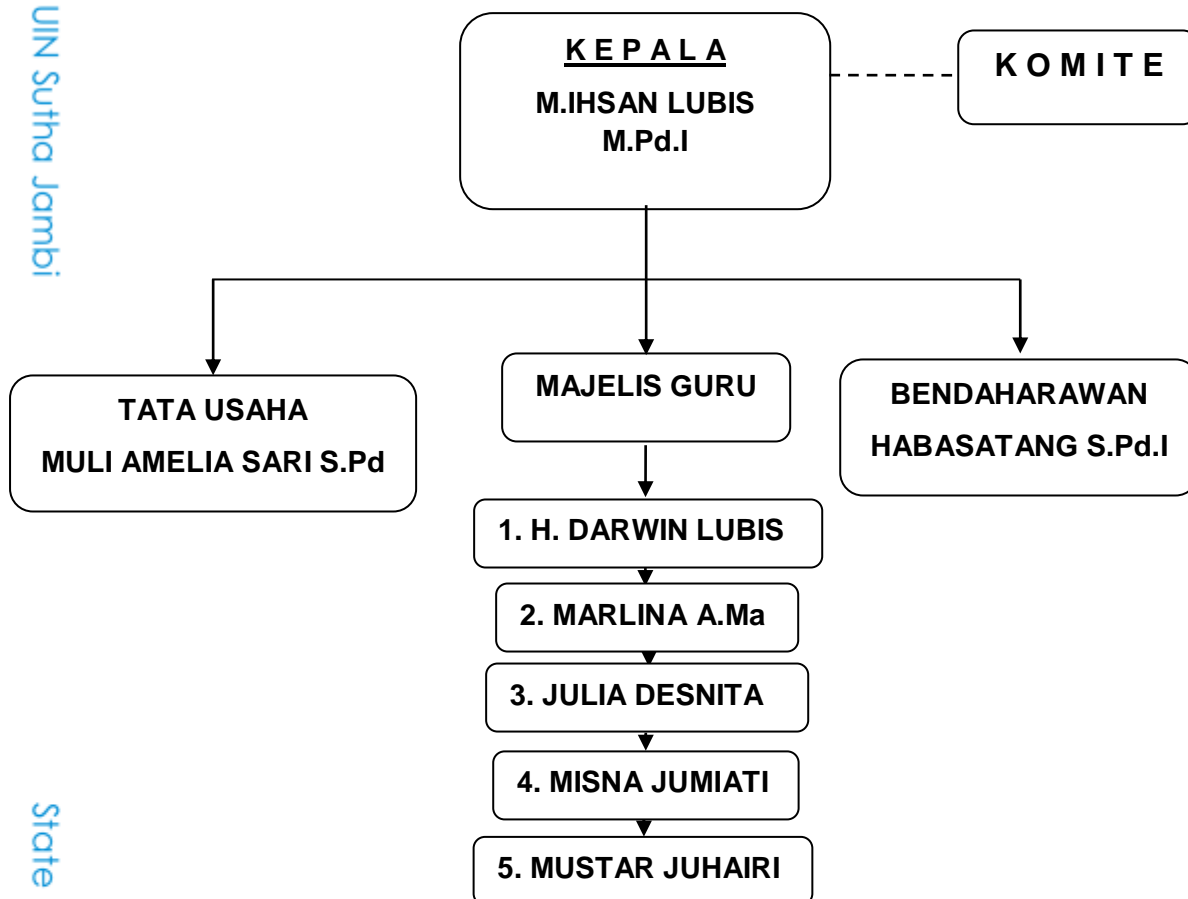 UIN Sutha Jambi
K E P A L A
M.IHSAN LUBIS
M.Pd.I
K O M I T E
TATA USAHA
MULI AMELIA SARI S.Pd
MAJELIS GURU
BENDAHARAWAN
HABASATANG S.Pd.I
1. H. DARWIN LUBIS
2. MARLINA A.Ma
3. JULIA DESNITA
4. MISNA JUMIATI
5. MUSTAR JUHAIRI
State